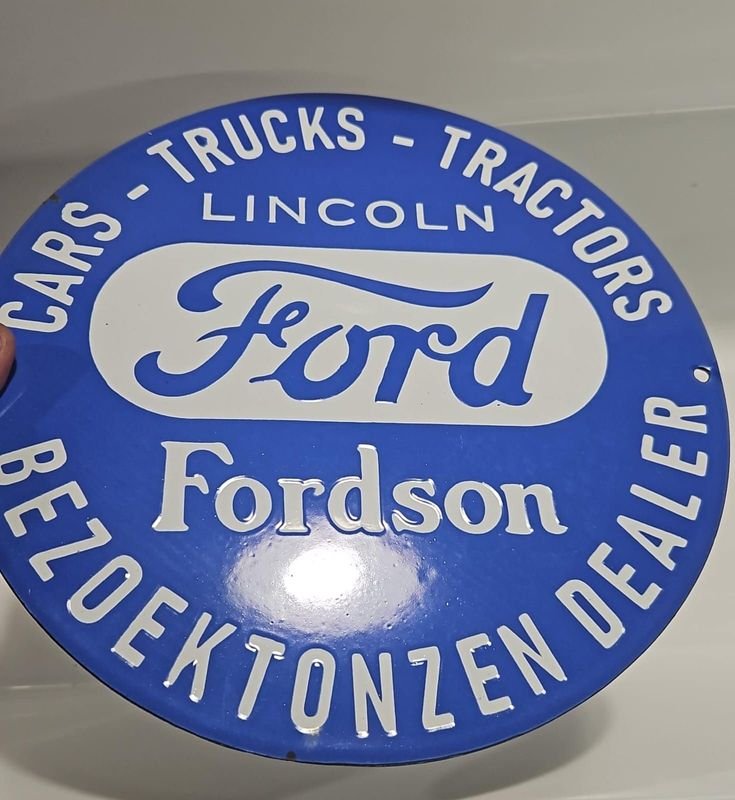 CARS - TRUCKS - TRACTORS
LINCOLN
Ford
Fordson
BEZOEKTONZEN DEALER